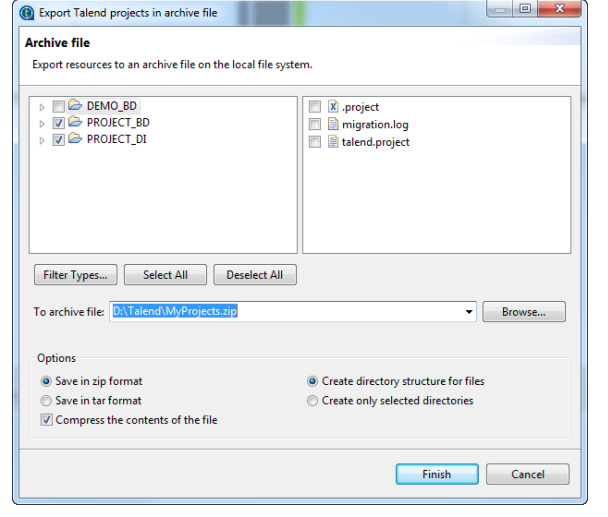 Export Talend projects in archive file
Archive file
Export resources to an archive file on the local file system.
DEMO_BD
PROJECT_BD
PROJECT_DI
.project
migration.log
talend.project
Filter Types...
Select All
Deselect All
To archive file:
D:\Talend\MyProjects.zip
Browse...
Options
Save in zip format
Save in tar format
Compress the contents of the file
Create directory structure for files
Create only selected directories
Finish
Cancel